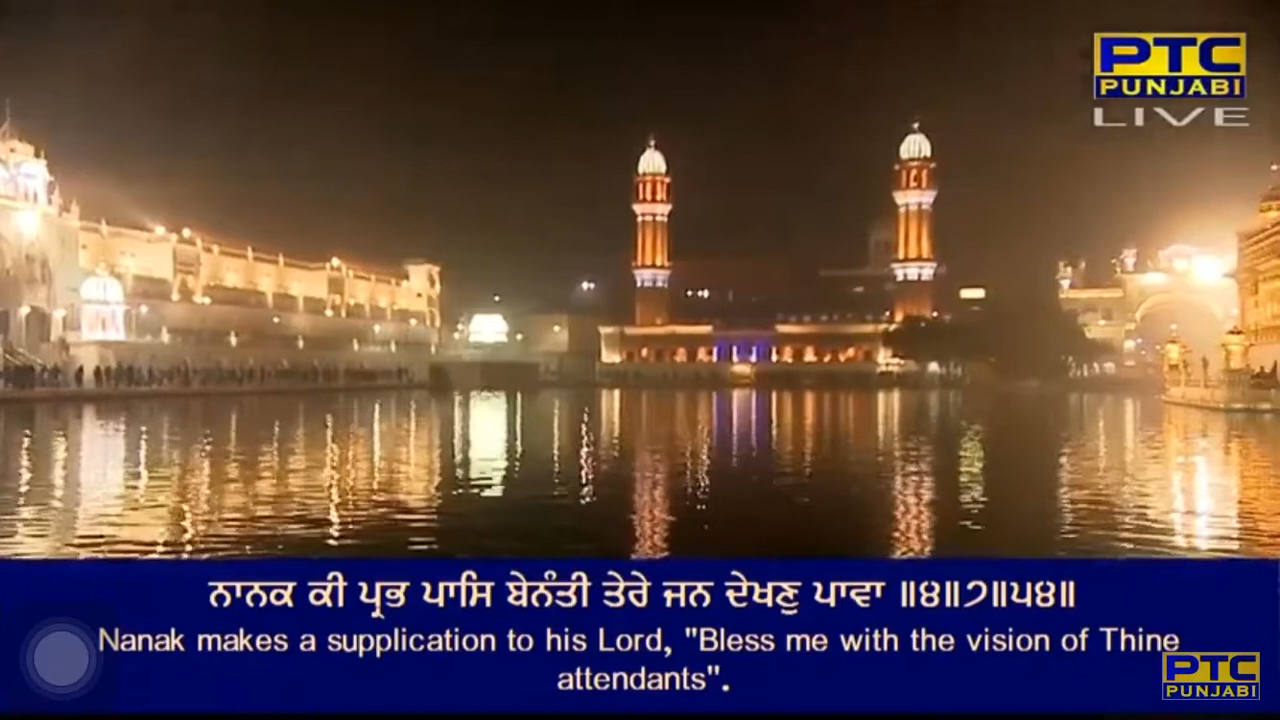 PTC
PUNJABI
LIVE
ਨਾਨਕ ਕੀ ਪ੍ਰਭ ਪਾਸਿ ਬੇਨੰਤੀ ਤੇਰੇ ਜਨ ਦੇਖਣੁ ਪਾਵਾ ॥੪॥੭॥੫੪॥
Nanak makes a supplication to his Lord, "Bless me with the vision of Thine
attendants".
PTC
PUNJABI